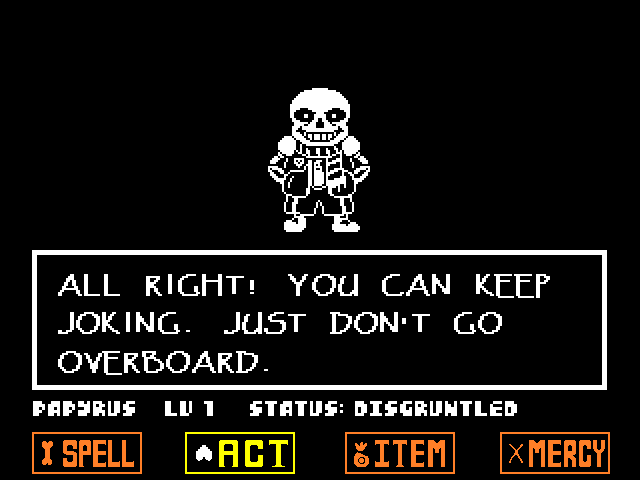 ALL RIGHT! YOU CAN KEEP
JOKING. JUST DON'T GO
OVERBOARD.
PAPYRUS LV 1 STATUS: DISGRUNTLED
SPELL ACT ITEM MERCY